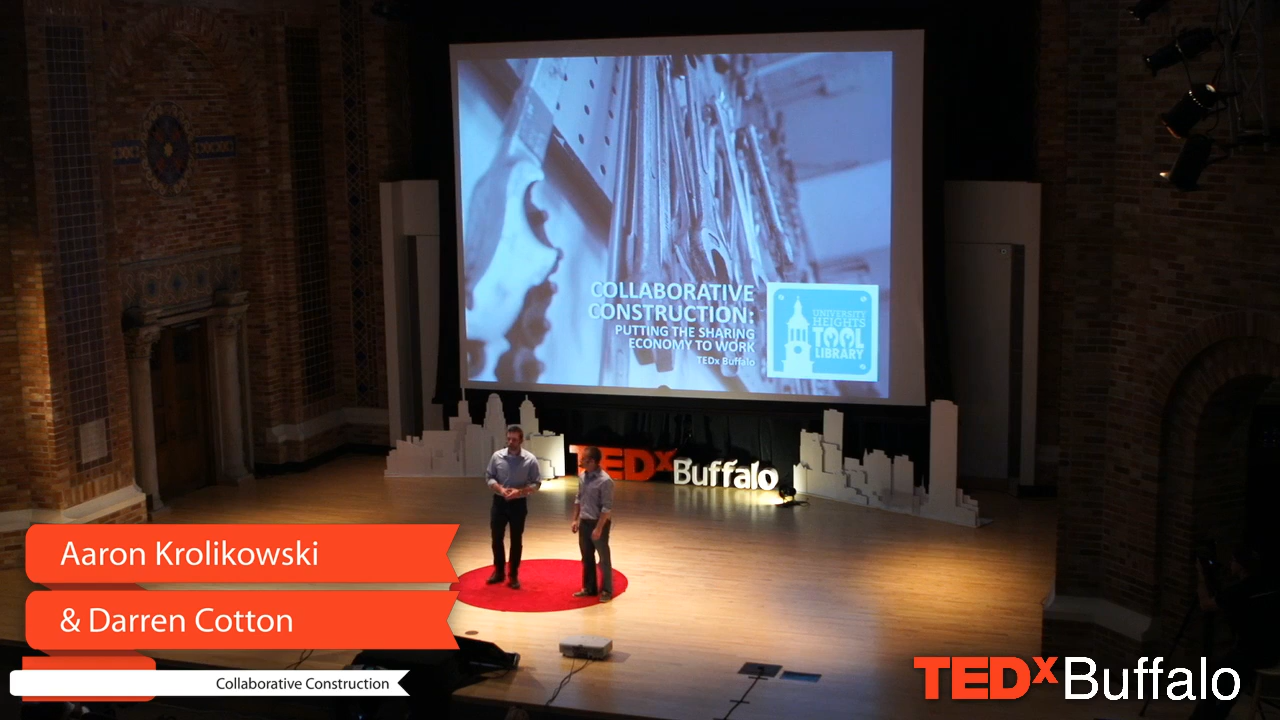 COLLABORATIVE
CONSTRUCTION:
PUTTING THE SHARING
ECONOMY TO WORK
TEDx Buffalo
UNIVERSITY
HEIGHTS
TOOL
LIBRARY
TEDxBuffalo
Aaron Krolikowski
& Darren Cotton
Collaborative Construction
TEDxBuffalo